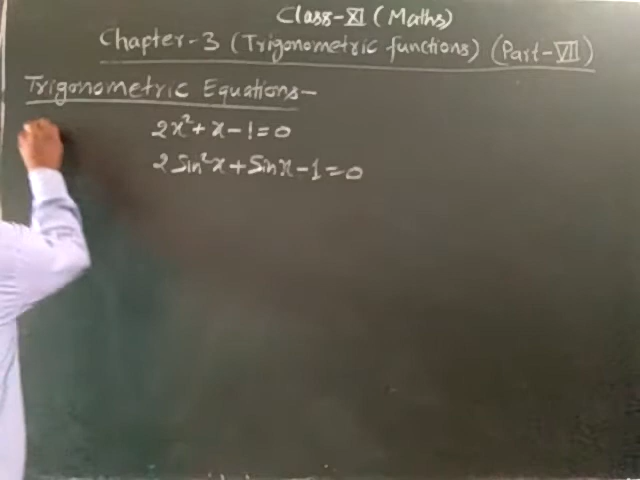 Class-XI (Maths)
Chapter-3 (Trigonometric functions) (Part-VII)
Trigonometric Equations-
2x²+x-1=0
2Sin²x+Sinx-1=0